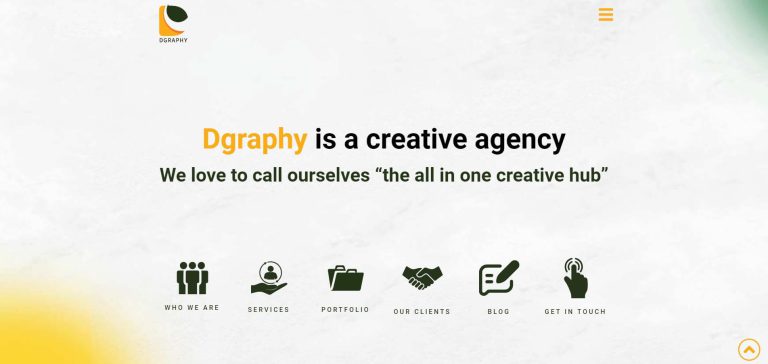 DGRAPHY
Dgraphy is a creative agency
We love to call ourselves “the all in one creative hub”
WHO WE ARE
SERVICES
PORTFOLIO
OUR CLIENTS
BLOG
GET IN TOUCH